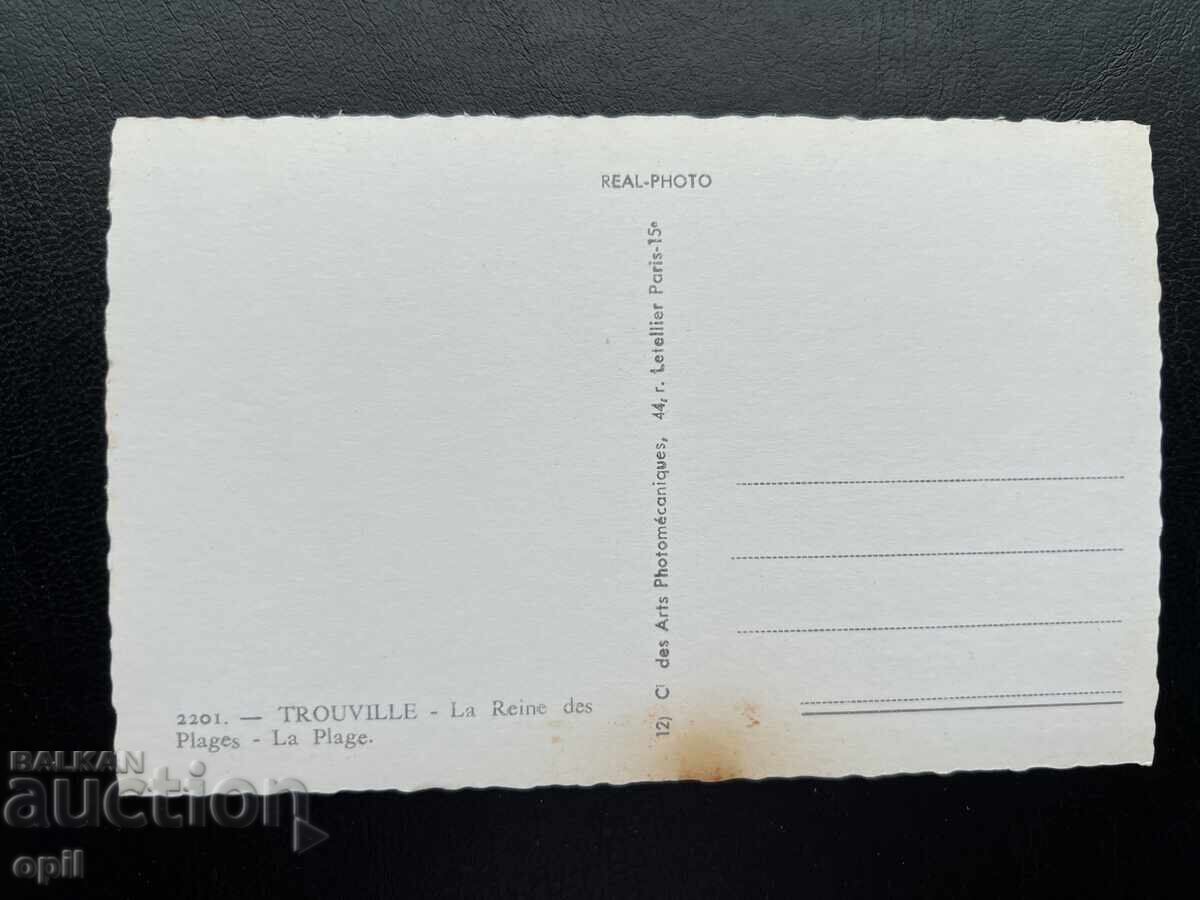 REAL-PHOTO
12) Cⁱ des Arts Photomécaniques, 44, r. Letellier Paris-15ᵉ
2201. — TROUVILLE - La Reine des
Plages - La Plage.
BALKAN
auction
opil